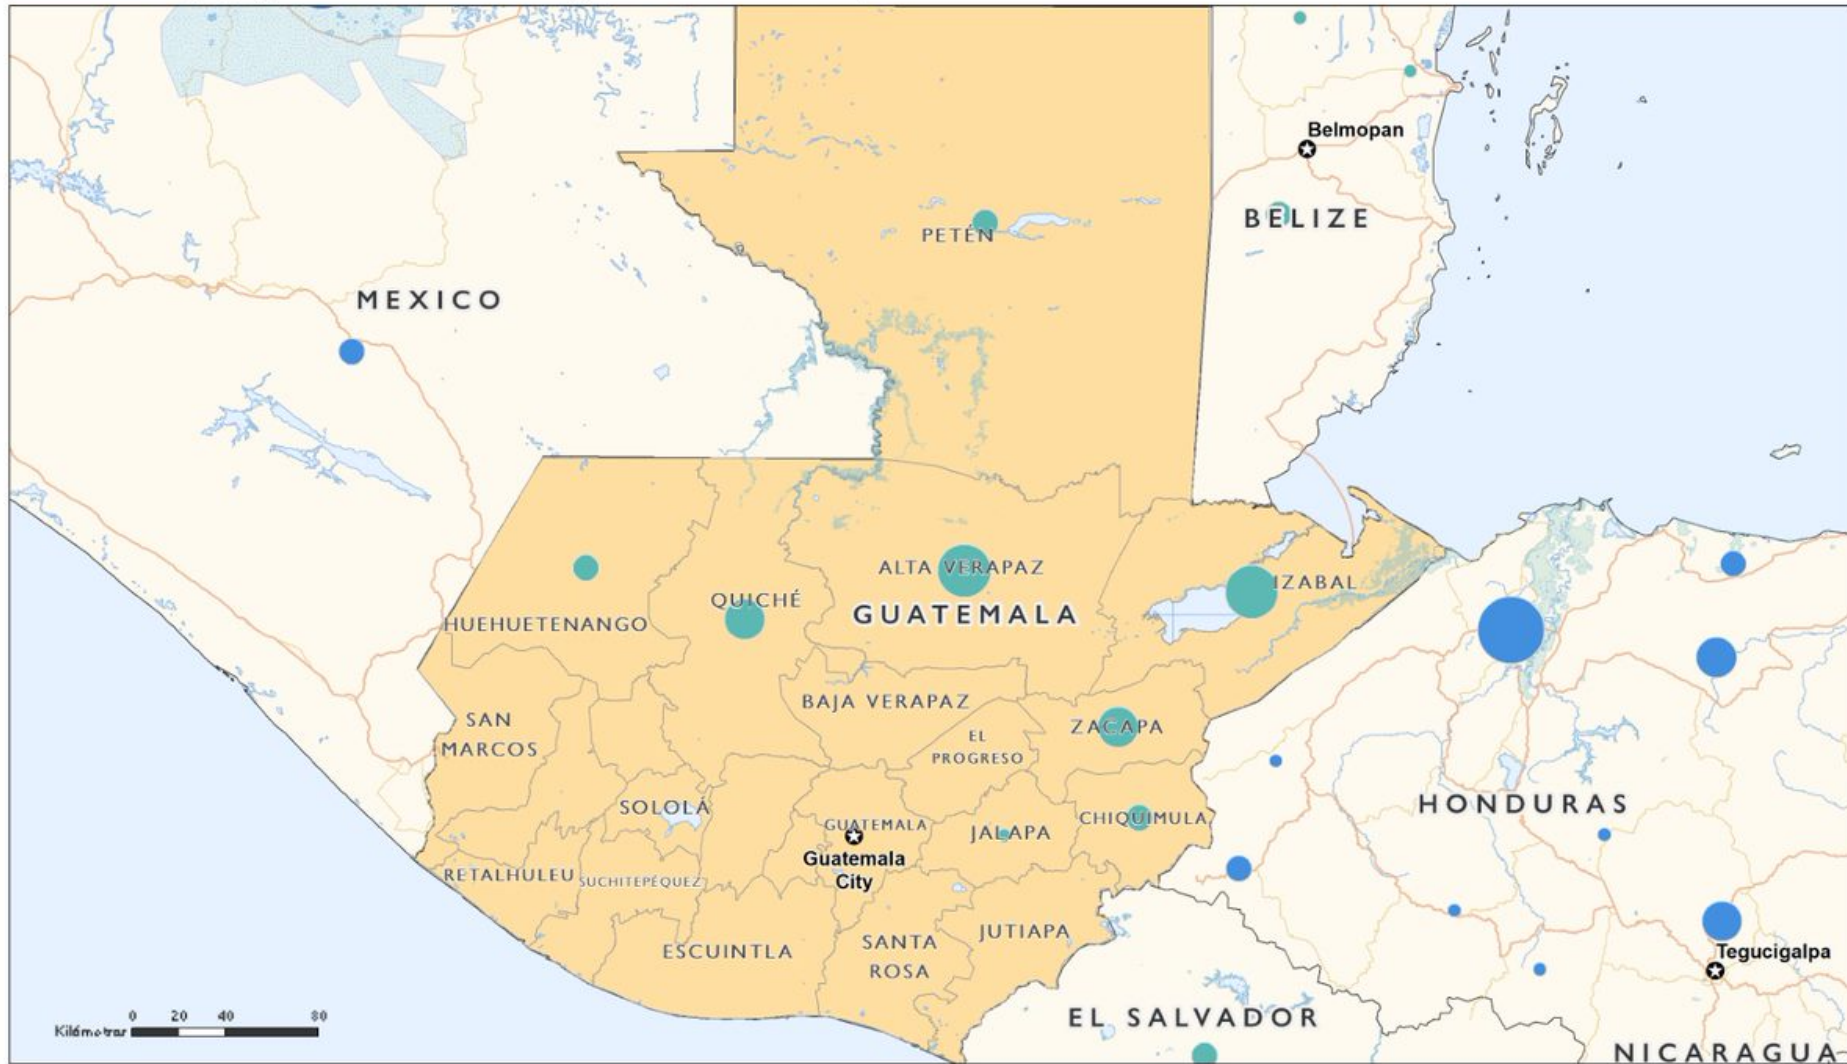 Belmopan
BELIZE
PETÉN
MEXICO
ALTA VERAPAZ
IZABAL
QUICHÉ
GUATEMALA
HUEHUETENANGO
BAJA VERAPAZ
SAN
MARCOS
ZACAPA
EL
PROGRESO
HONDURAS
SOLOLÁ
GUATEMALA
JALAPA
CHIQUIMULA
Guatemala
City
RETALHULEU
SUCHITEPÉQUEZ
JUTIAPA
SANTA
ROSA
ESCUINTLA
Tegucigalpa
EL SALVADOR
0 20 40 80
Kilómetros
NICARAGUA